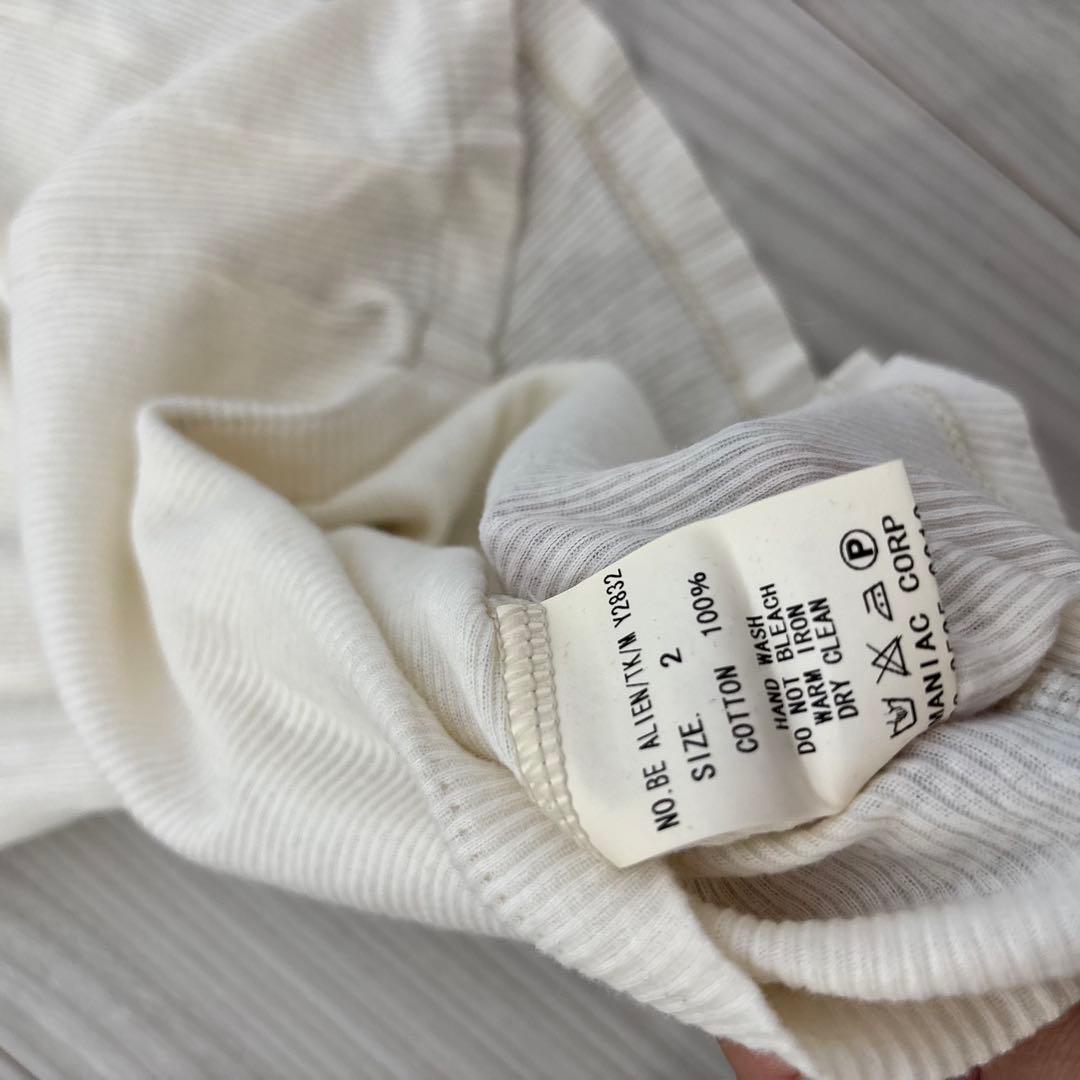 NO.BE ALIEN/TK/M Y2832
SIZE. 2
COTTON 100%
HAND WASH
DO NOT BLEACH
WARM IRON
DRY CLEAN
P
MANIAC CORP